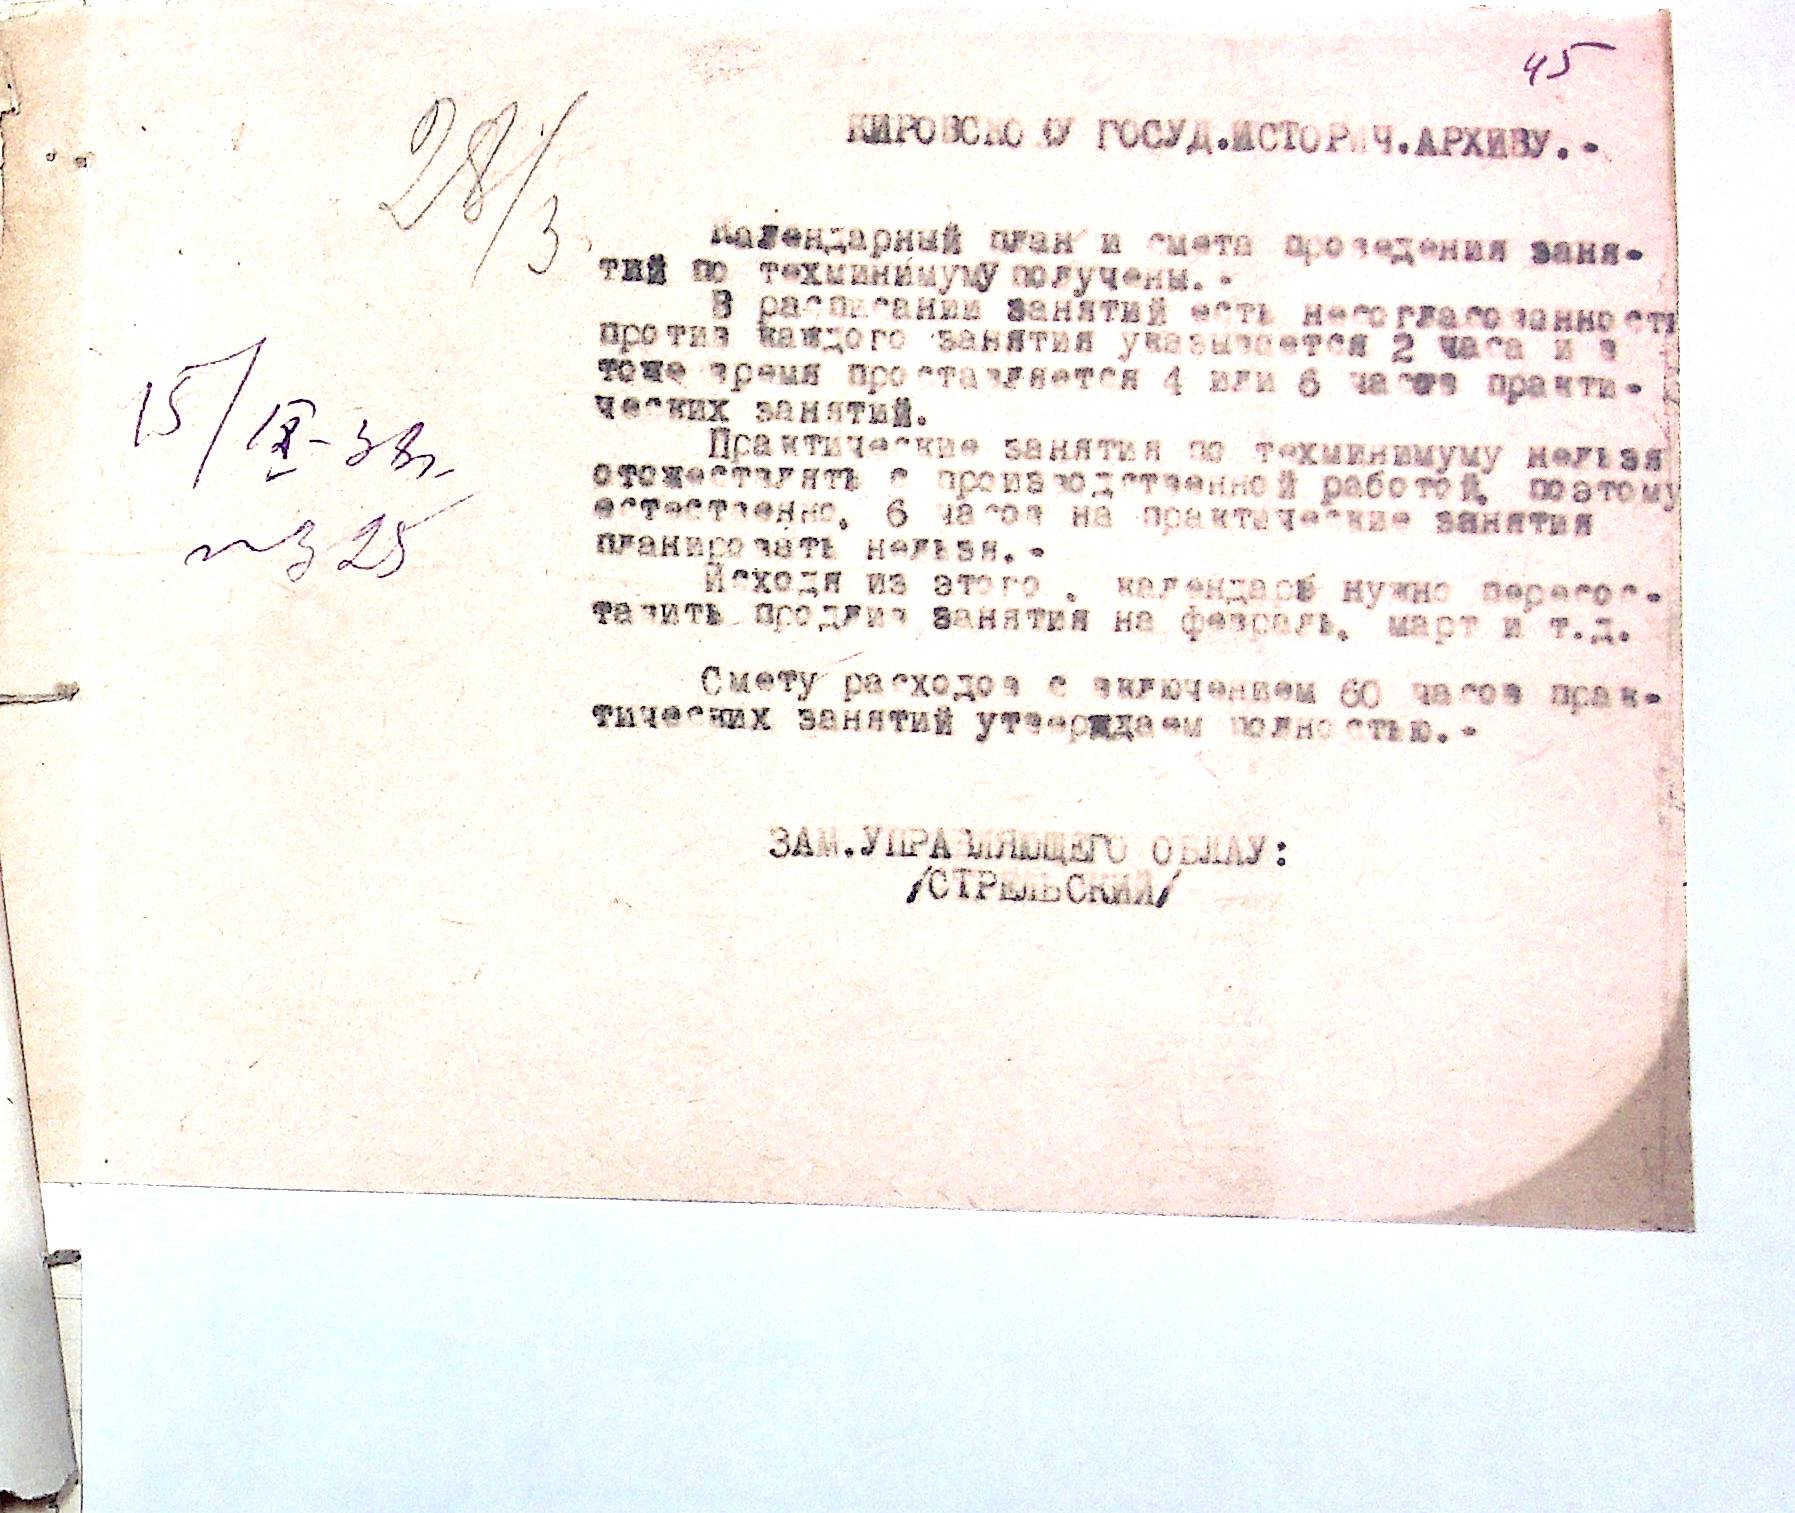 45
28/3
КИРОВСКОМУ ГОСУД.ИСТОРИЧ.АРХИВУ.-
Календарный план и смета проведения заня-
тий по техминимуму получены.-
В расписании занятий есть несогласованность
против каждого занятия указывается 2 часа и в
тоже время проставляется 4 или 6 часов практи-
ческих занятий.
Практические занятия по техминимуму нельзя
отожествлять с производственной работой, поэтому
естественно, 6 часов на практические занятия
планировать нельзя.-
Исходя из этого, календарь нужно пересос-
тавить продлив занятия на февраль, март и т.д.
Смету расходов с включением 60 часов прак-
тических занятий утверждаем полностью.-
15/IX-38г.
325
ЗАМ.УПРАВЛЯЮЩЕГО ОБЛАУ:
/СТРЕЛЬСКИЙ/